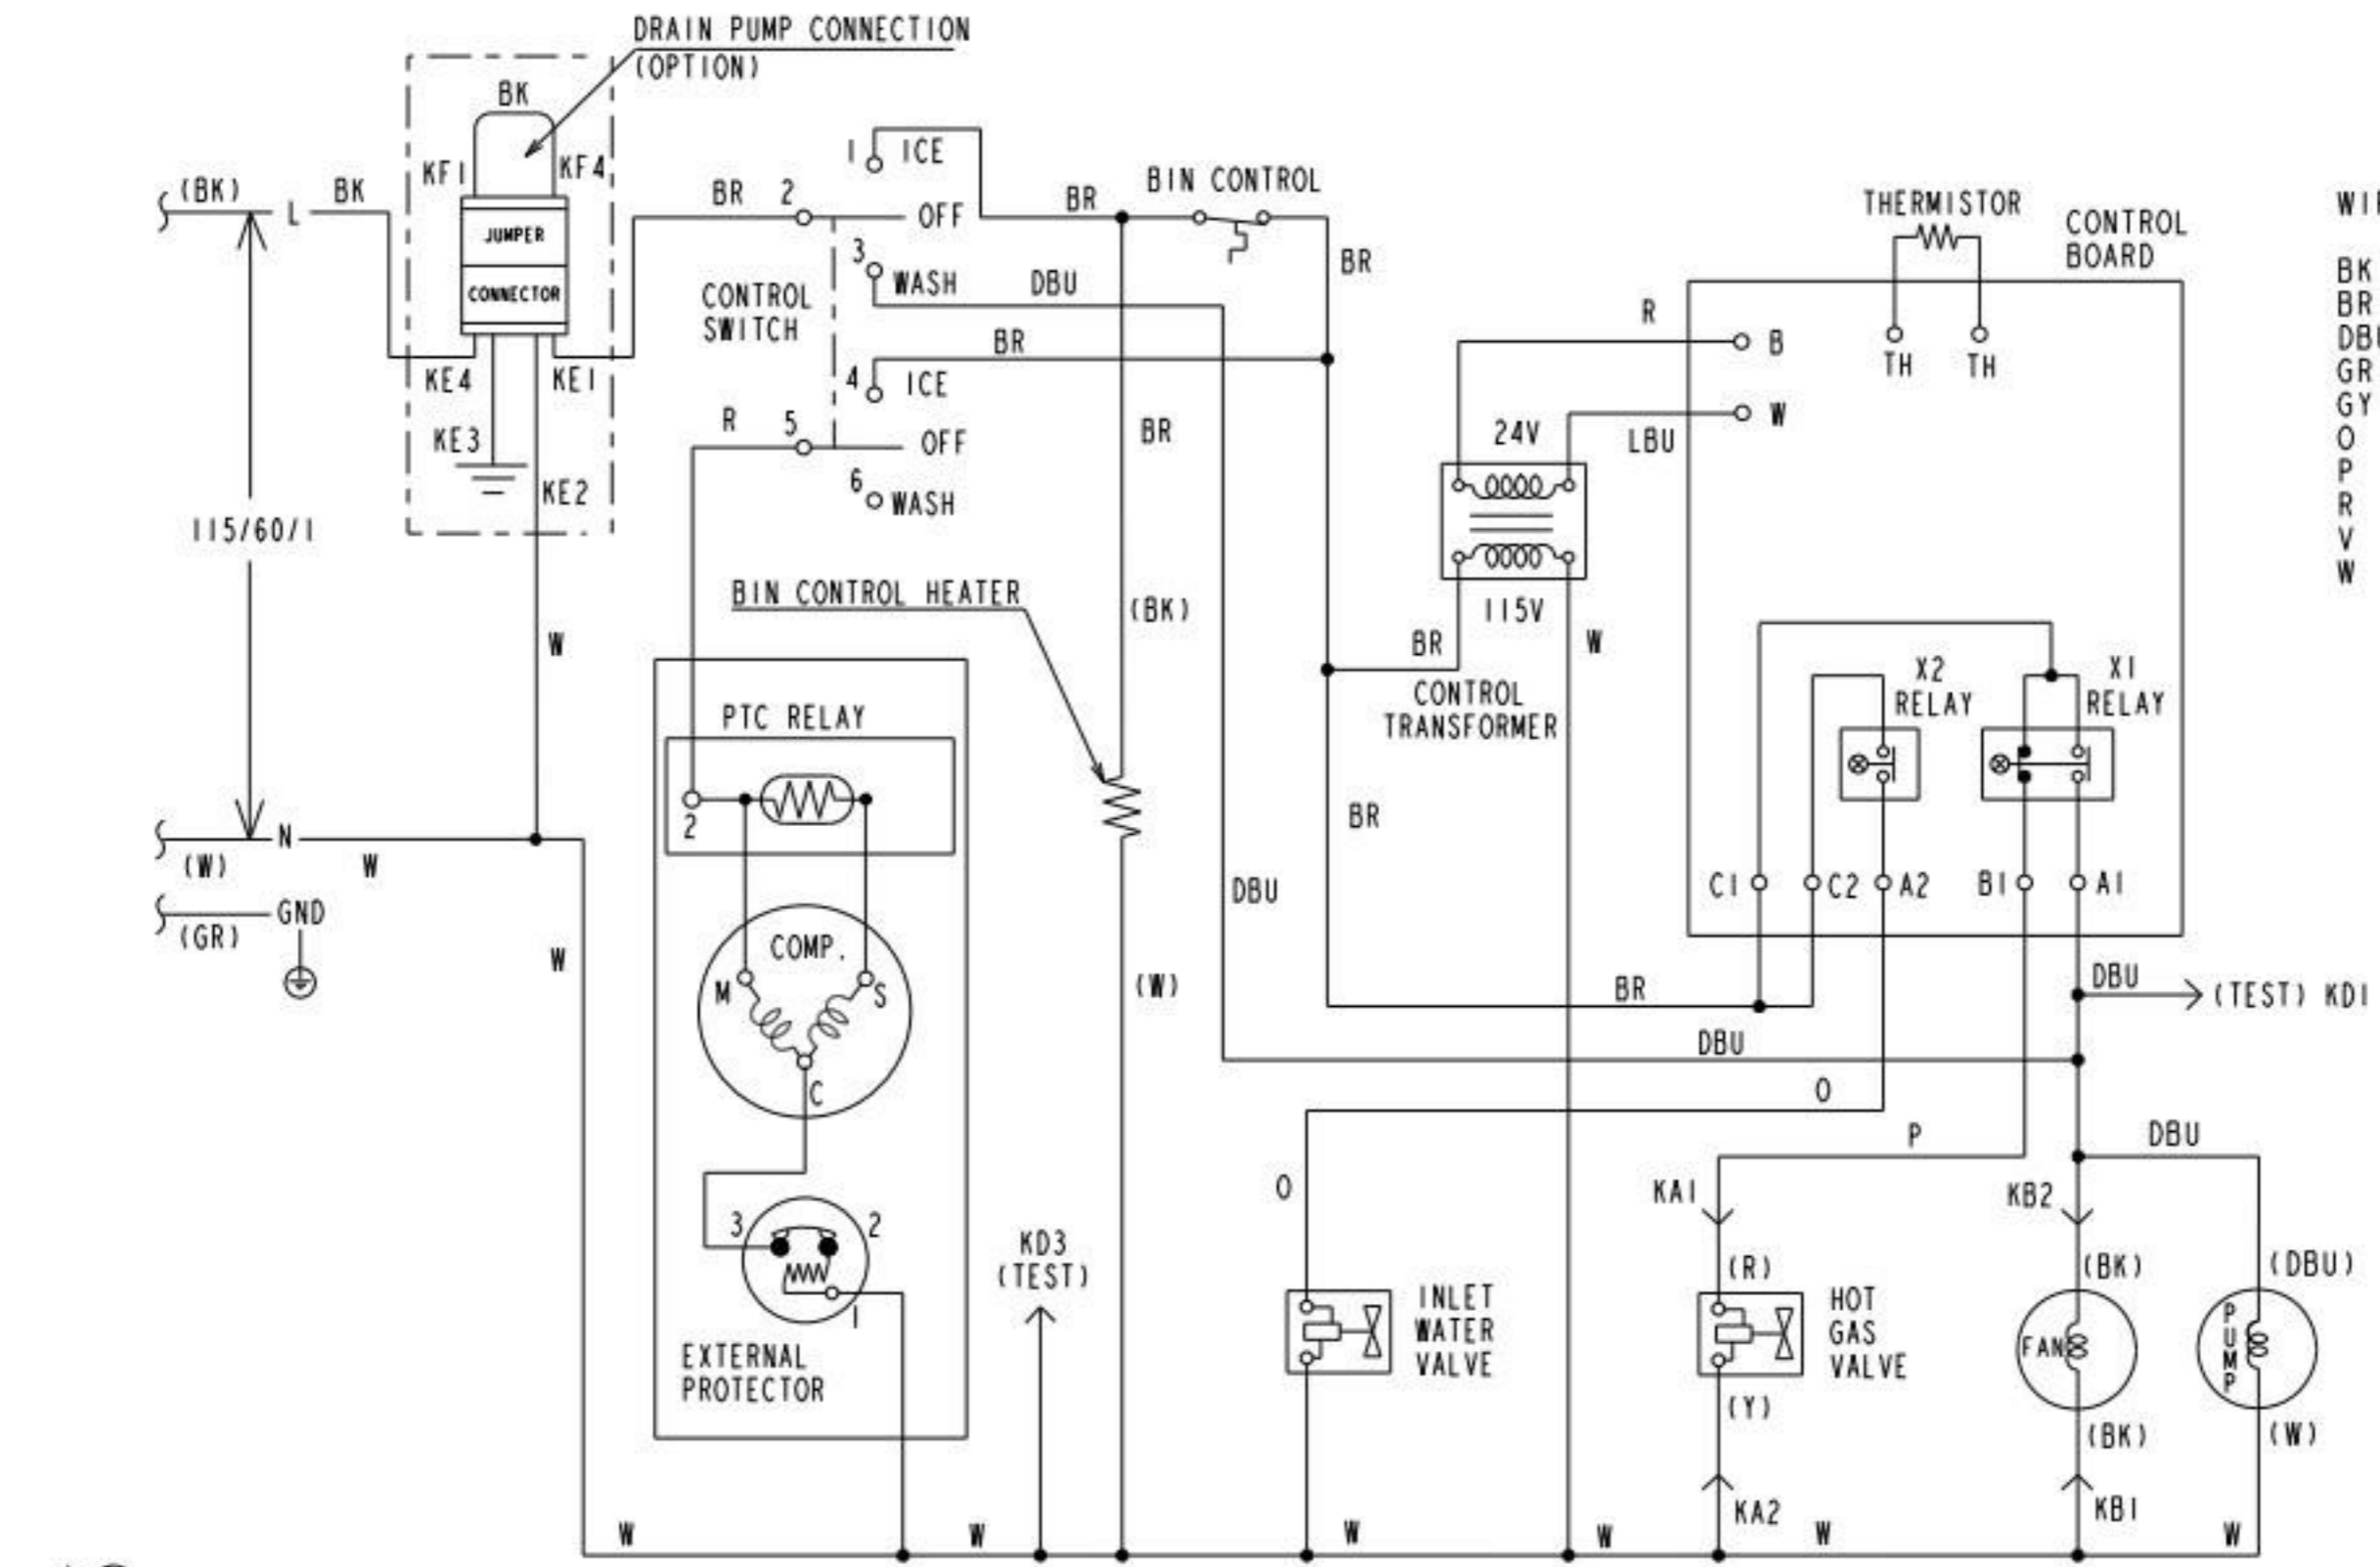 DRAIN PUMP CONNECTION
(OPTION)
BK
KF1
KF4
JUMPER
CONNECTOR
KE4
KE1
KE3
KE2
(BK)
L
BK
115/60/1
N
(W)
W
GND
(GR)
W
W
BR
2
1
ICE
OFF
3
WASH
DBU
CONTROL
SWITCH
BR
4
ICE
R
5
OFF
6
WASH
BR
BIN CONTROL
BR
BR
BIN CONTROL HEATER
(BK)
(W)
PTC RELAY
2
COMP.
M
S
C
3
2
1
EXTERNAL
PROTECTOR
KD3
(TEST)
DBU
BR
R
24V
LBU
115V
BR
W
CONTROL
TRANSFORMER
THERMISTOR
CONTROL
BOARD
TH
TH
B
W
X2
RELAY
X1
RELAY
C1
C2
A2
B1
A1
BR
DBU
(TEST) KD1
DBU
O
P
DBU
O
KA1
KB2
(R)
(BK)
(DBU)
INLET
WATER
VALVE
HOT
GAS
VALVE
FAN
PUMP
(Y)
(BK)
(W)
KA2
KB1
W
W
W
W
W
W
BK
BR
GR
GY
O
P
R
V
W